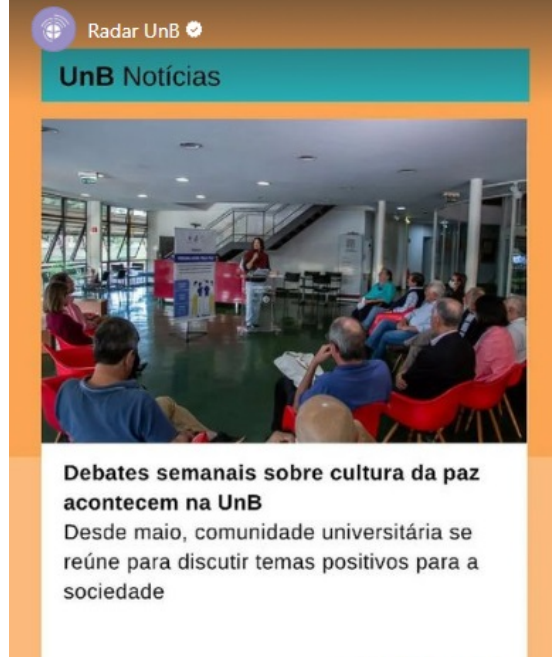 Radar UnB
UnB Notícias
Debates semanais sobre cultura da paz
acontecem na UnB
Desde maio, comunidade universitária se
reúne para discutir temas positivos para a
sociedade